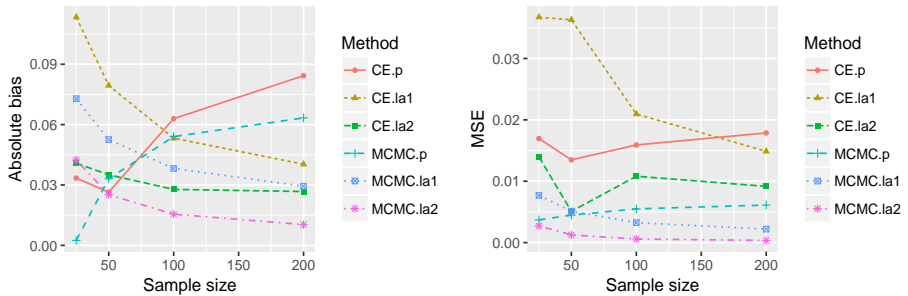 Absolute bias
0.09
0.06
0.03
0.00
50
100
150
200
Sample size
Method
CE.p
CE.la1
CE.la2
MCMC.p
MCMC.la1
MCMC.la2
MSE
0.03
0.02
0.01
0.00
50
100
150
200
Sample size
Method
CE.p
CE.la1
CE.la2
MCMC.p
MCMC.la1
MCMC.la2